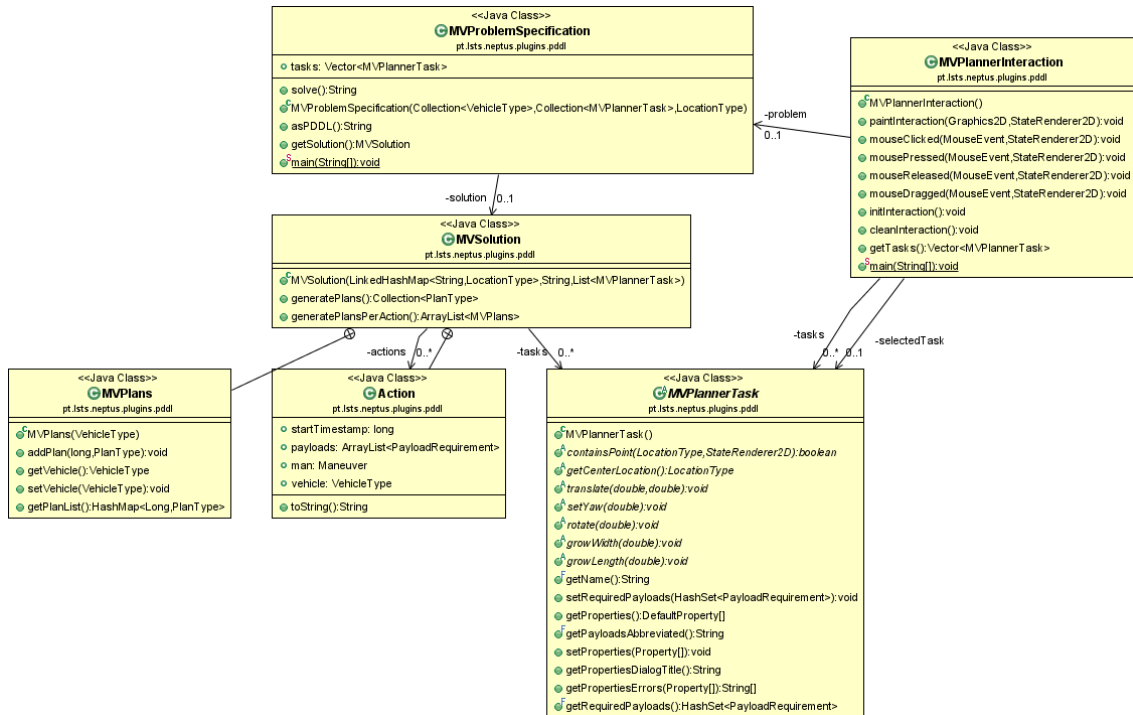 <<Java Class>>
MVProblemSpecification
pt.lsts.neptus.plugins.pddl
tasks: Vector<MVPlannerTask>
solve():String
MVProblemSpecification(Collection<VehicleType>,Collection<MVPlannerTask>,LocationType)
asPDDL():String
getSolution():MVSolution
main(String[]):void
<<Java Class>>
MVPlannerInteraction
pt.lsts.neptus.plugins.pddl
MVPlannerInteraction()
paintInteraction(Graphics2D,StateRenderer2D):void
mouseClicked(MouseEvent,StateRenderer2D):void
mousePressed(MouseEvent,StateRenderer2D):void
mouseReleased(MouseEvent,StateRenderer2D):void
mouseDragged(MouseEvent,StateRenderer2D):void
initInteraction():void
cleanInteraction():void
getTasks():Vector<MVPlannerTask>
main(String[]):void
-problem
0..1
-solution 0..1
<<Java Class>>
MVSolution
pt.lsts.neptus.plugins.pddl
MVSolution(LinkedHashMap<String,LocationType>,String,List<MVPlannerTask>)
generatePlans():Collection<PlanType>
generatePlansPerAction():ArrayList<MVPlans>
-actions 0..*
-tasks 0..*
-tasks 0..*
0..1 -selectedTask
<<Java Class>>
MVPlans
pt.lsts.neptus.plugins.pddl
MVPlans(VehicleType)
addPlan(long,PlanType):void
getVehicle():VehicleType
setVehicle(VehicleType):void
getPlanList():HashMap<Long,PlanType>
<<Java Class>>
Action
pt.lsts.neptus.plugins.pddl
startTimestamp: long
payloads: ArrayList<PayloadRequirement>
man: Maneuver
vehicle: VehicleType
toString():String
<<Java Class>>
MVPlannerTask
pt.lsts.neptus.plugins.pddl
MVPlannerTask()
containsPoint(LocationType,StateRenderer2D):boolean
getCenterLocation():LocationType
translate(double,double):void
setYaw(double):void
rotate(double):void
growWidth(double):void
growLength(double):void
getName():String
setRequiredPayloads(HashSet<PayloadRequirement>):void
getProperties():DefaultProperty[]
getPayloadsAbbreviated():String
setProperties(Property[]):void
getPropertiesDialogTitle():String
getPropertiesErrors(Property[]):String[]
getRequiredPayloads():HashSet<PayloadRequirement>